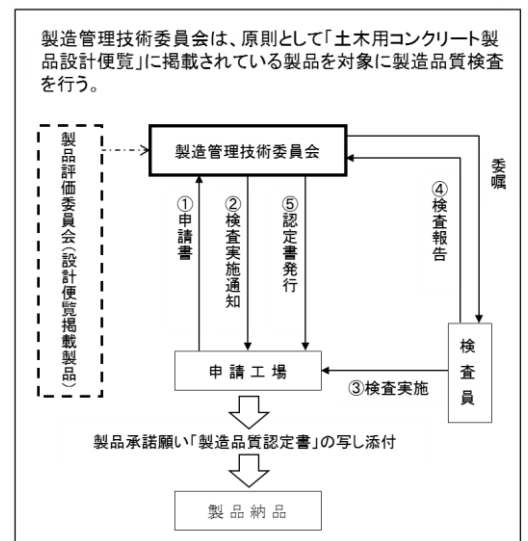 製造管理技術委員会は、原則として「土木用コンクリート製
品設計便覧」に掲載されている製品を対象に製造品質検査
を行う。
製品評価委員会(設計便覧掲載製品)
製造管理技術委員会
①申請書
②検査実施通知
⑤認定書発行
④検査報告
委嘱
申請工場
③検査実施
検査員
製品承諾願い「製造品質認定書」の写し添付
製品納品